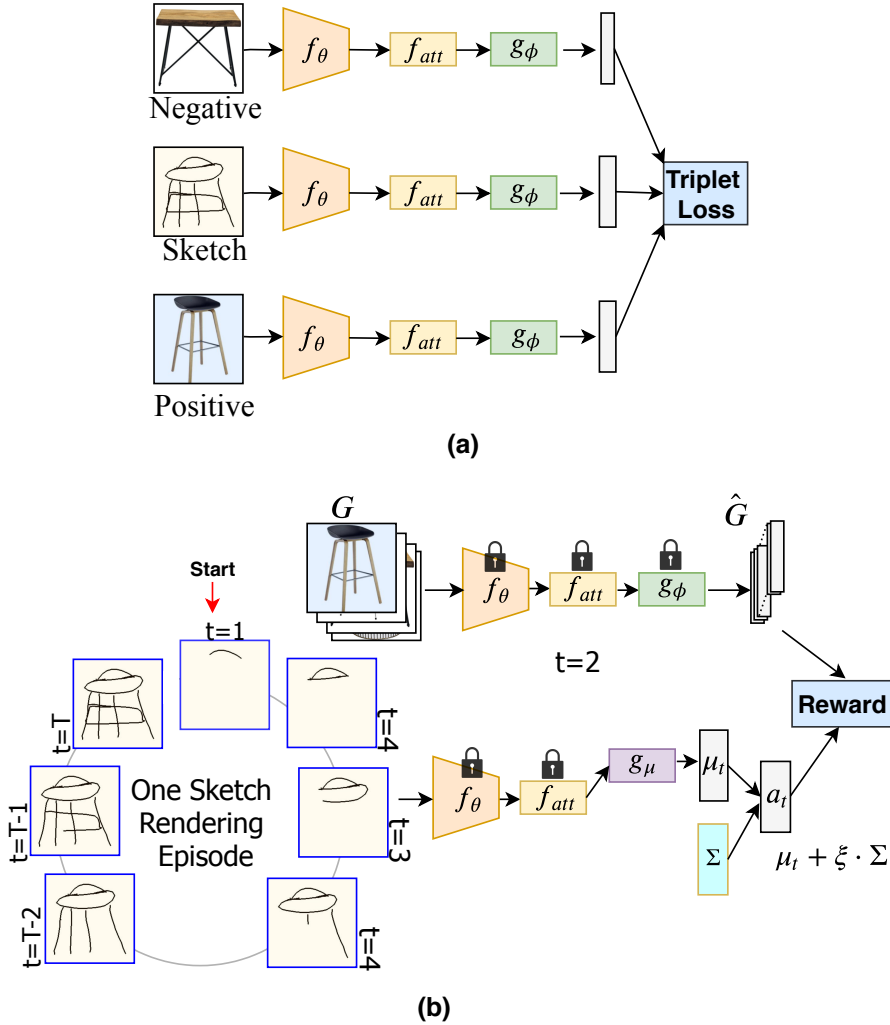 f_θ
f_att
g_ϕ
Negative
f_θ
f_att
g_ϕ
Triplet
Loss
Sketch
f_θ
f_att
g_ϕ
Positive
(a)
G
Ĝ
f_θ
f_att
g_ϕ
Start
t=1
t=2
t=T
t=4
Reward
One Sketch
Rendering
Episode
t=T-1
t=3
f_θ
f_att
g_μ
μ_t
a_t
Σ
μ_t + ξ · Σ
t=T-2
t=4
(b)